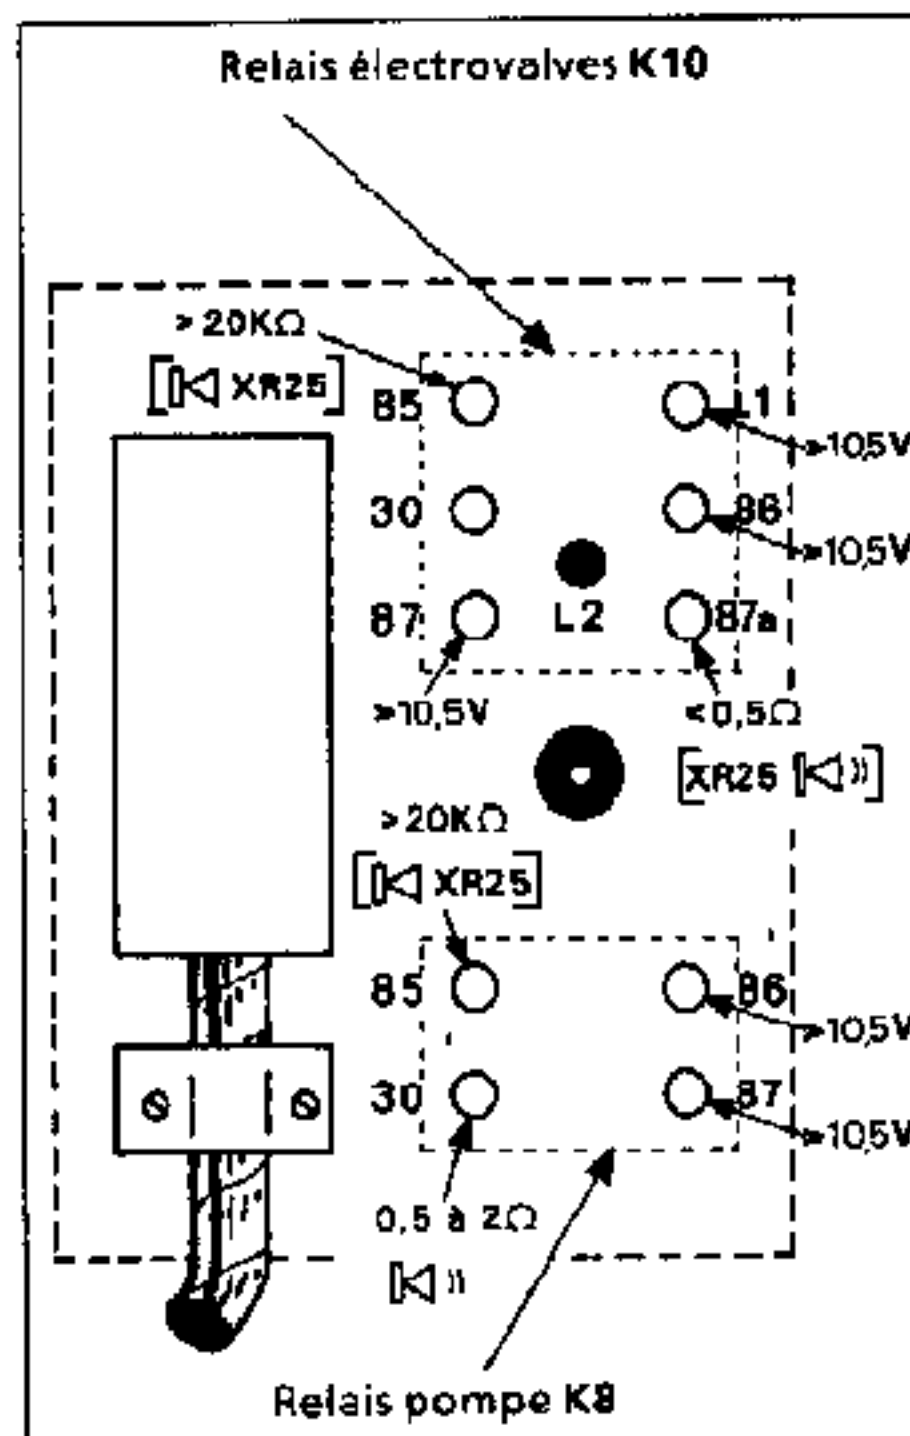 Relais électrovalves K10
> 20KΩ
XR25
85
L1
>10,5V
30
86
>10,5V
87
L2
87a
>10,5V
<0,5Ω
XR25
>20KΩ
XR25
85
86
>10,5V
30
87
>10,5V
0,5 à 2Ω
Relais pompe K8